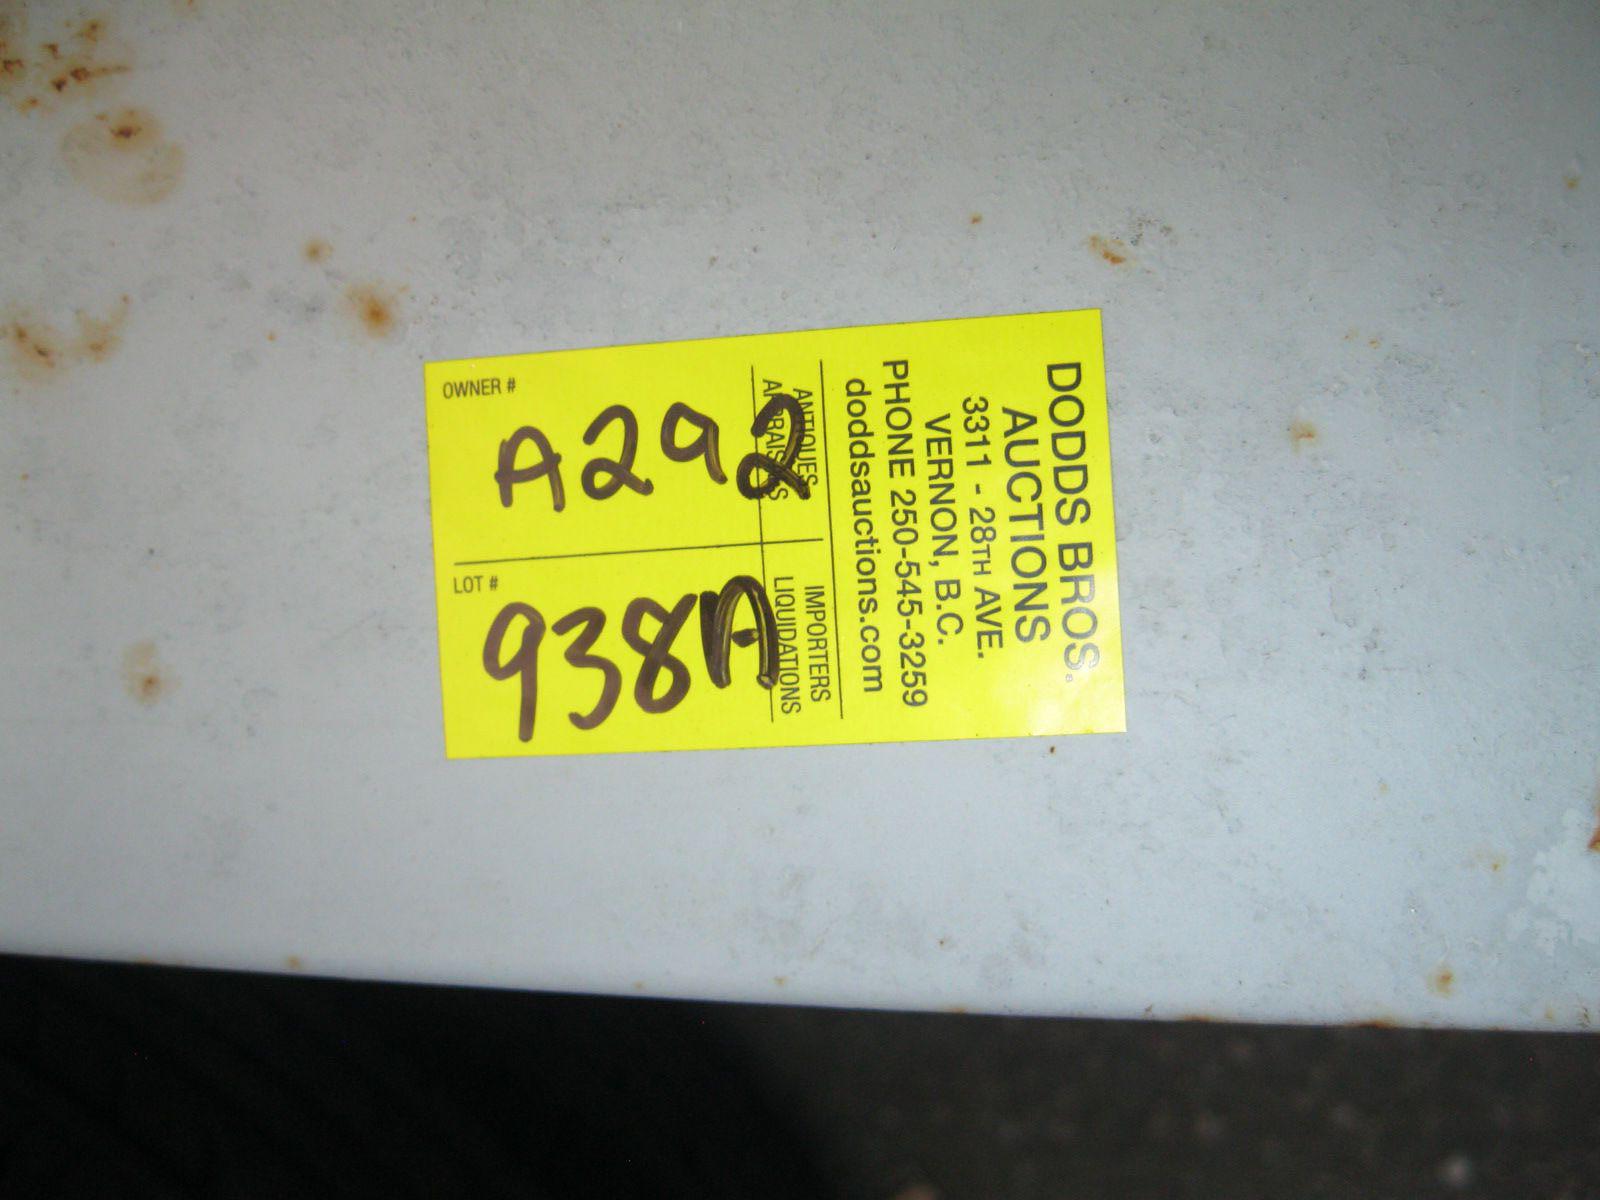 DODDS BROS.
AUCTIONS
3311 - 28TH AVE.
VERNON, B.C.
PHONE 250-545-3259
doddsauctions.com
ANTIQUES
APPRAISALS
IMPORTERS
LIQUIDATIONS
OWNER #
A292
LOT #
938A